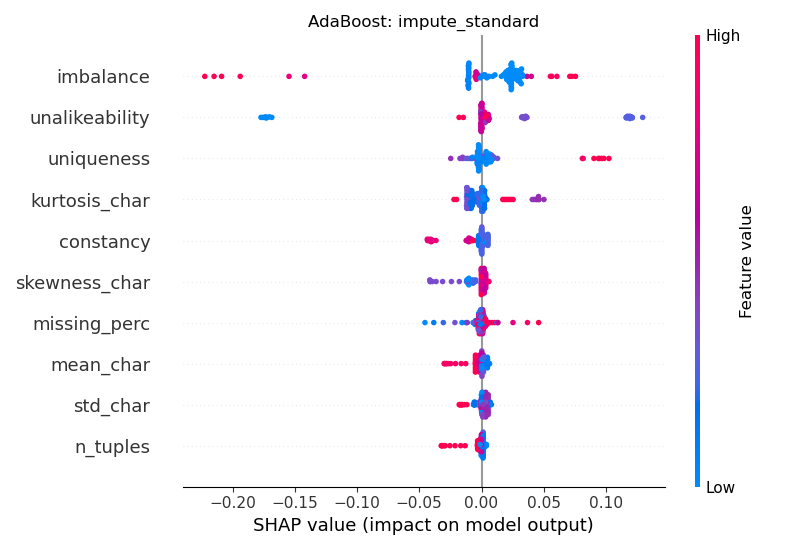 AdaBoost: impute_standard
High
imbalance
unalikeability
uniqueness
kurtosis_char
constancy
skewness_char
missing_perc
mean_char
std_char
n_tuples
Feature value
Low
−0.20 −0.15 −0.10 −0.05 0.00 0.05 0.10
SHAP value (impact on model output)